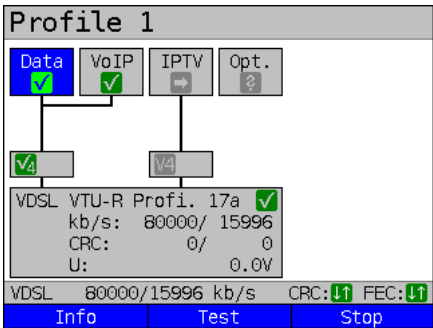 Profile 1
Data VoIP IPTV Opt.
?
V4 V4
VDSL VTU-R Profi. 17a
kb/s: 80000/ 15996
CRC: 0/ 0
U: 0.0V
VDSL 80000/15996 kb/s CRC: FEC:
Info Test Stop